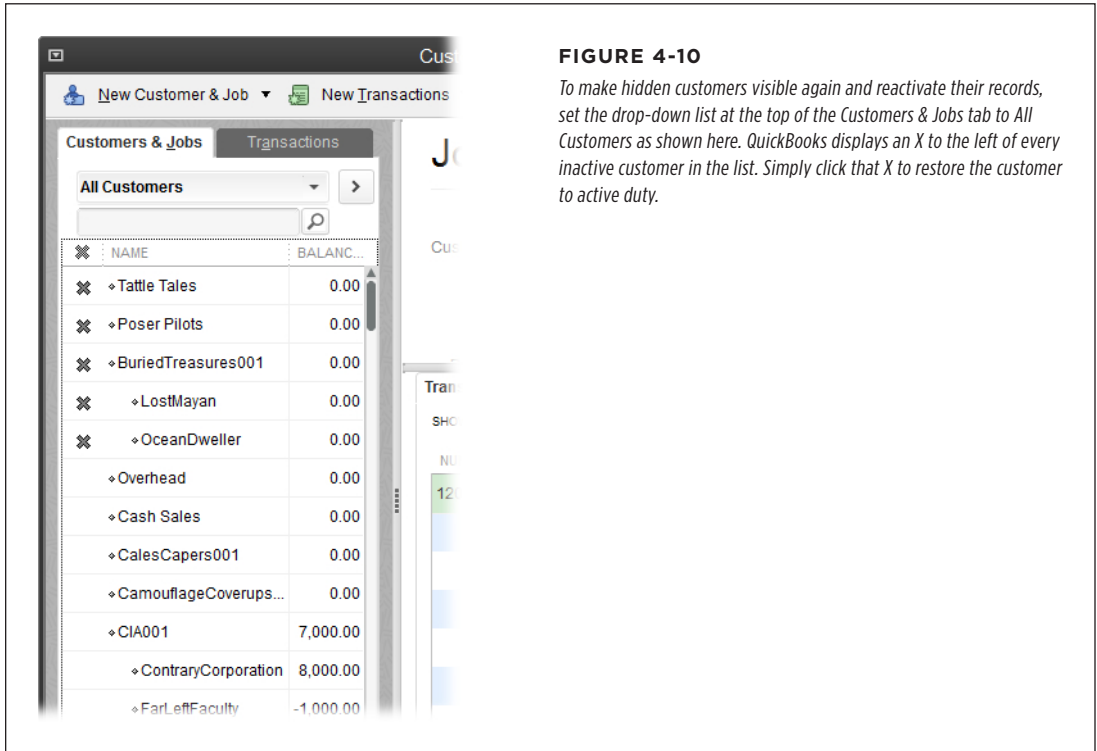 Cus
New Customer & Job
New Transactions
Customers & Jobs
Transactions
All Customers
NAME
BALANC...
Tattle Tales 0.00
Poser Pilots 0.00
BuriedTreasures001 0.00
LostMayan 0.00
OceanDweller 0.00
Overhead 0.00
Cash Sales 0.00
CalesCapers001 0.00
CamouflageCoverups... 0.00
CIA001 7,000.00
ContraryCorporation 8,000.00
FarLeftFaculty -1,000.00
Cus
Tran
SHO
NU
FIGURE 4-10
To make hidden customers visible again and reactivate their records,
set the drop-down list at the top of the Customers & Jobs tab to All
Customers as shown here. QuickBooks displays an X to the left of every
inactive customer in the list. Simply click that X to restore the customer
to active duty.